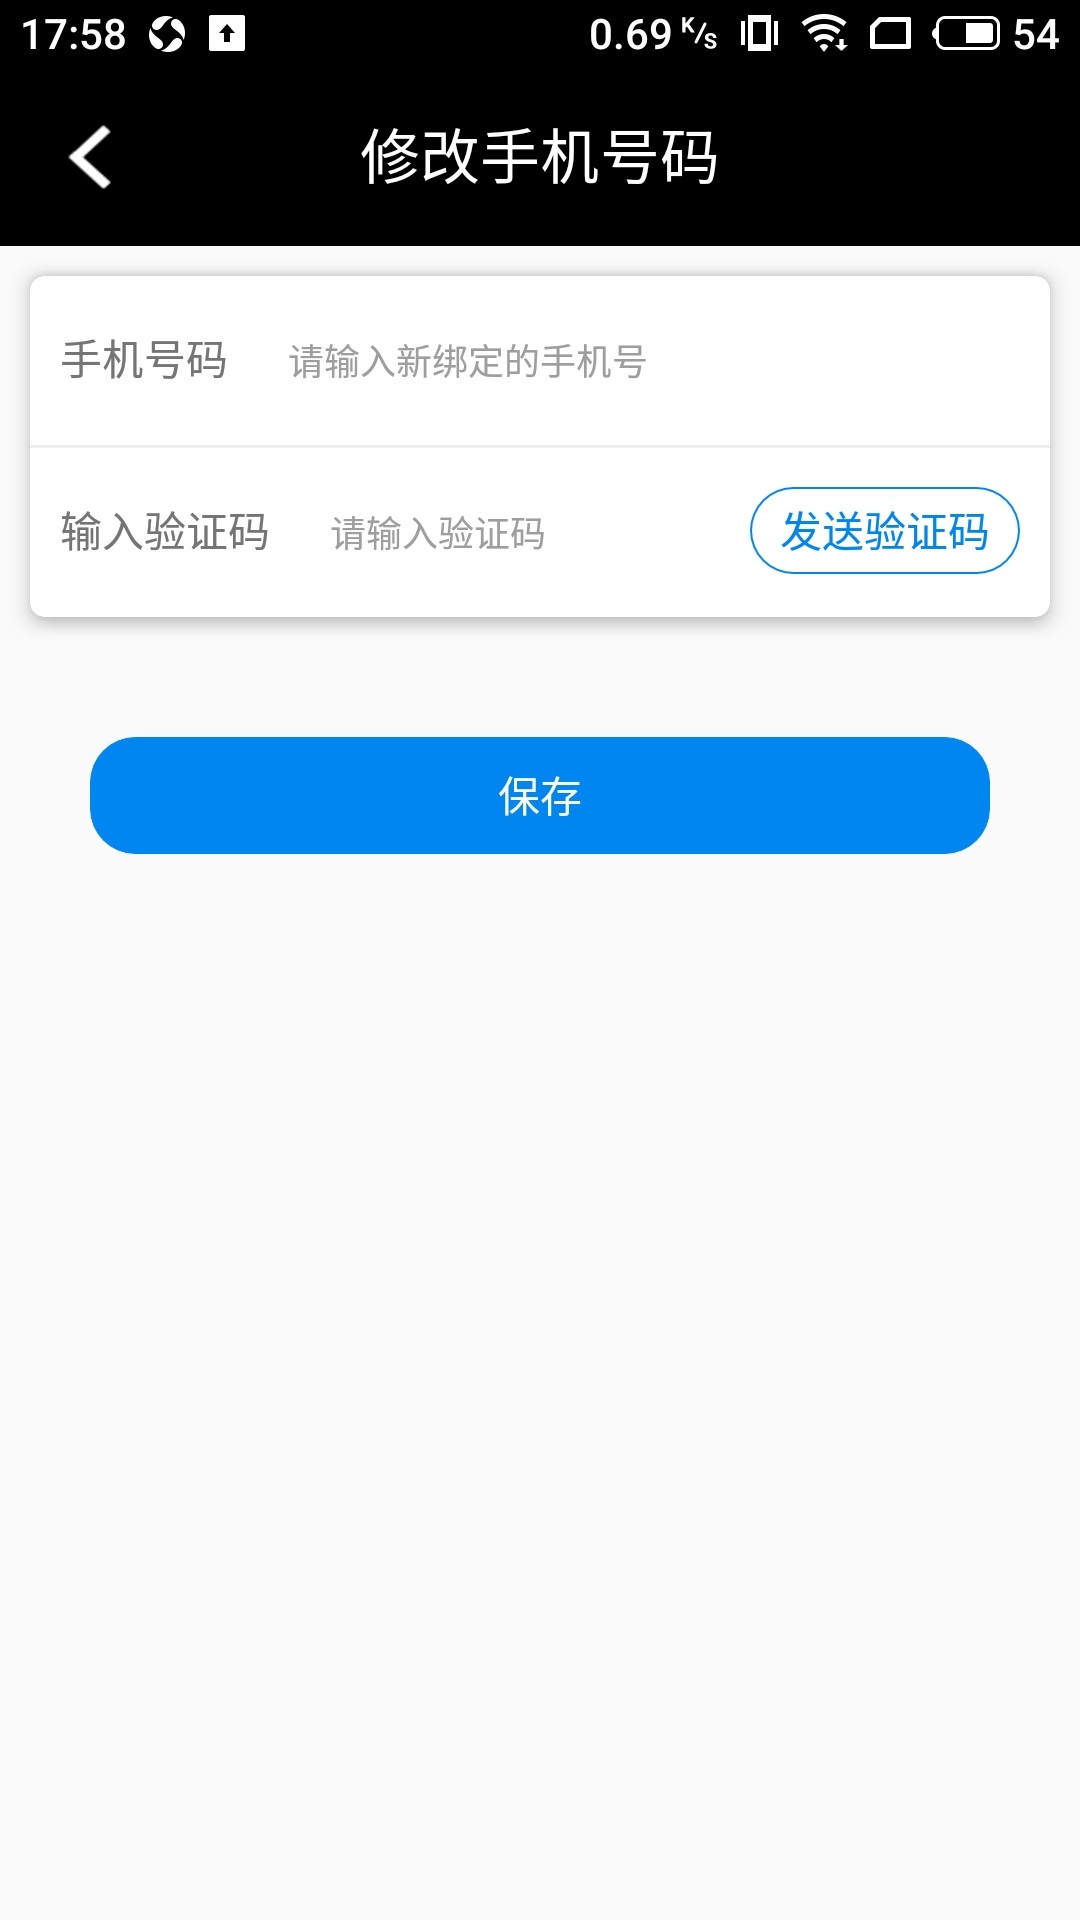 17:58 0.69 K/s 54
修改手机号码
手机号码 请输入新绑定的手机号
输入验证码 请输入验证码 发送验证码
保存